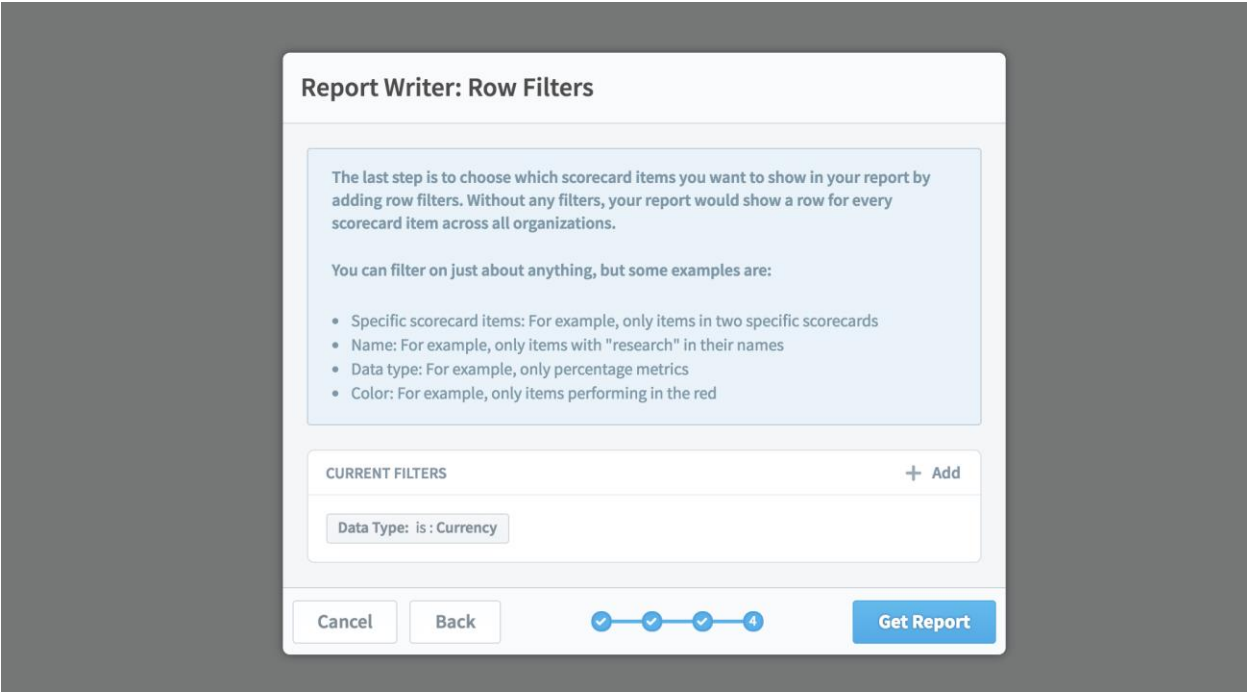 Report Writer: Row Filters
The last step is to choose which scorecard items you want to show in your report by
adding row filters. Without any filters, your report would show a row for every
scorecard item across all organizations.
You can filter on just about anything, but some examples are:
• Specific scorecard items: For example, only items in two specific scorecards
• Name: For example, only items with "research" in their names
• Data type: For example, only percentage metrics
• Color: For example, only items performing in the red
CURRENT FILTERS + Add
Data Type: is : Currency
Cancel Back 4 Get Report